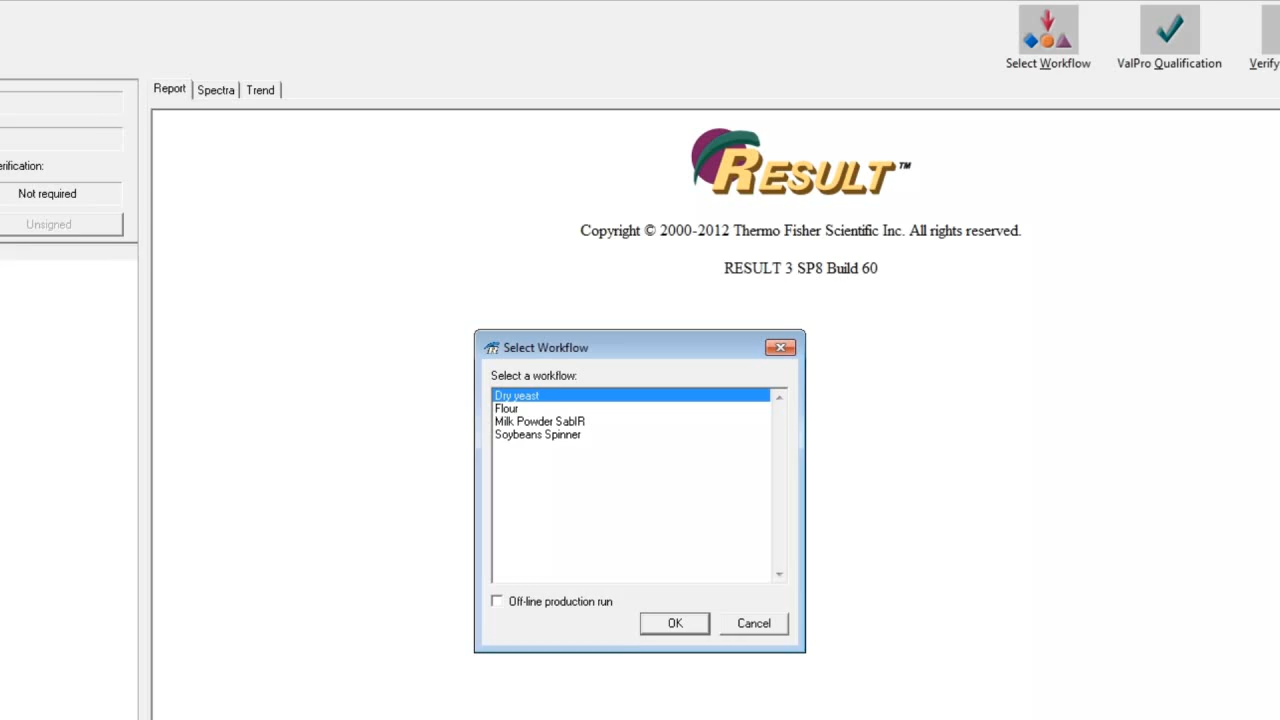 Select Workflow
ValPro Qualification
Verify
Report
Spectra
Trend
erification:
Not required
Unsigned
RESULT™
Copyright © 2000-2012 Thermo Fisher Scientific Inc. All rights reserved.
RESULT 3 SP8 Build 60
Select Workflow
Select a workflow:
Dry yeast
Flour
Milk Powder SabIR
Soybeans Spinner
Off-line production run
OK
Cancel